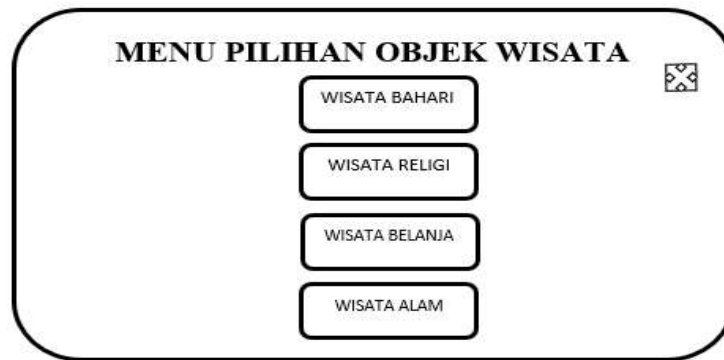 MENU PILIHAN OBJEK WISATA
WISATA BAHARI
WISATA RELIGI
WISATA BELANJA
WISATA ALAM